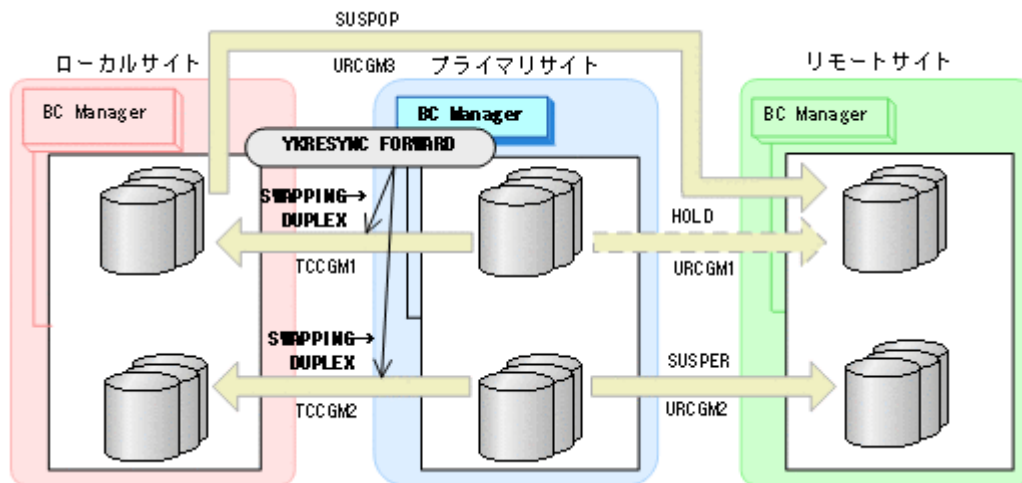 SUSPOP
URCGM3
ローカルサイト
プライマリサイト
リモートサイト
BC Manager
BC Manager
BC Manager
YKRESYNC FORWARD
SWAPPING→
DUPLEX
TCCGM1
HOLD
URCGM1
SWAPPING→
DUPLEX
TCCGM2
SUSPER
URCGM2